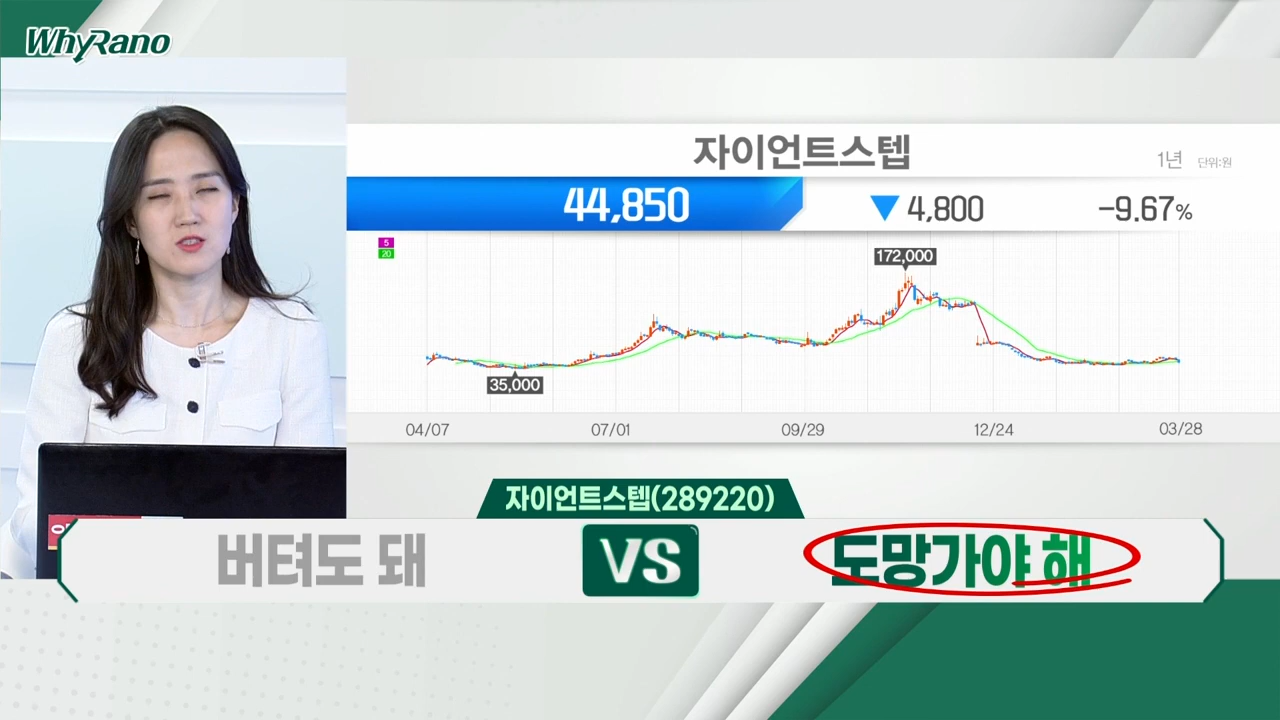 WhyRano
자이언트스텝
1년 단위:원
44,850 ▼ 4,800 -9.67%
5
20
172,000
35,000
04/07 07/01 09/29 12/24 03/28
자이언트스텝(289220)
버텨도 돼 VS 도망가야 해